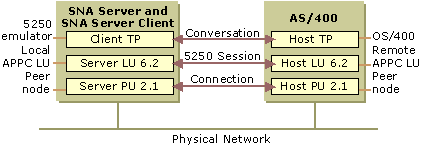 SNA Server and
SNA Server Client
AS/400
5250
emulator
Client TP
Conversation
Host TP
OS/400
Local
APPC LU
Server LU 6.2
5250 Session
Host LU 6.2
Remote
APPC LU
Peer
node
Server PU 2.1
Connection
Host PU 2.1
Peer
node
Physical Network